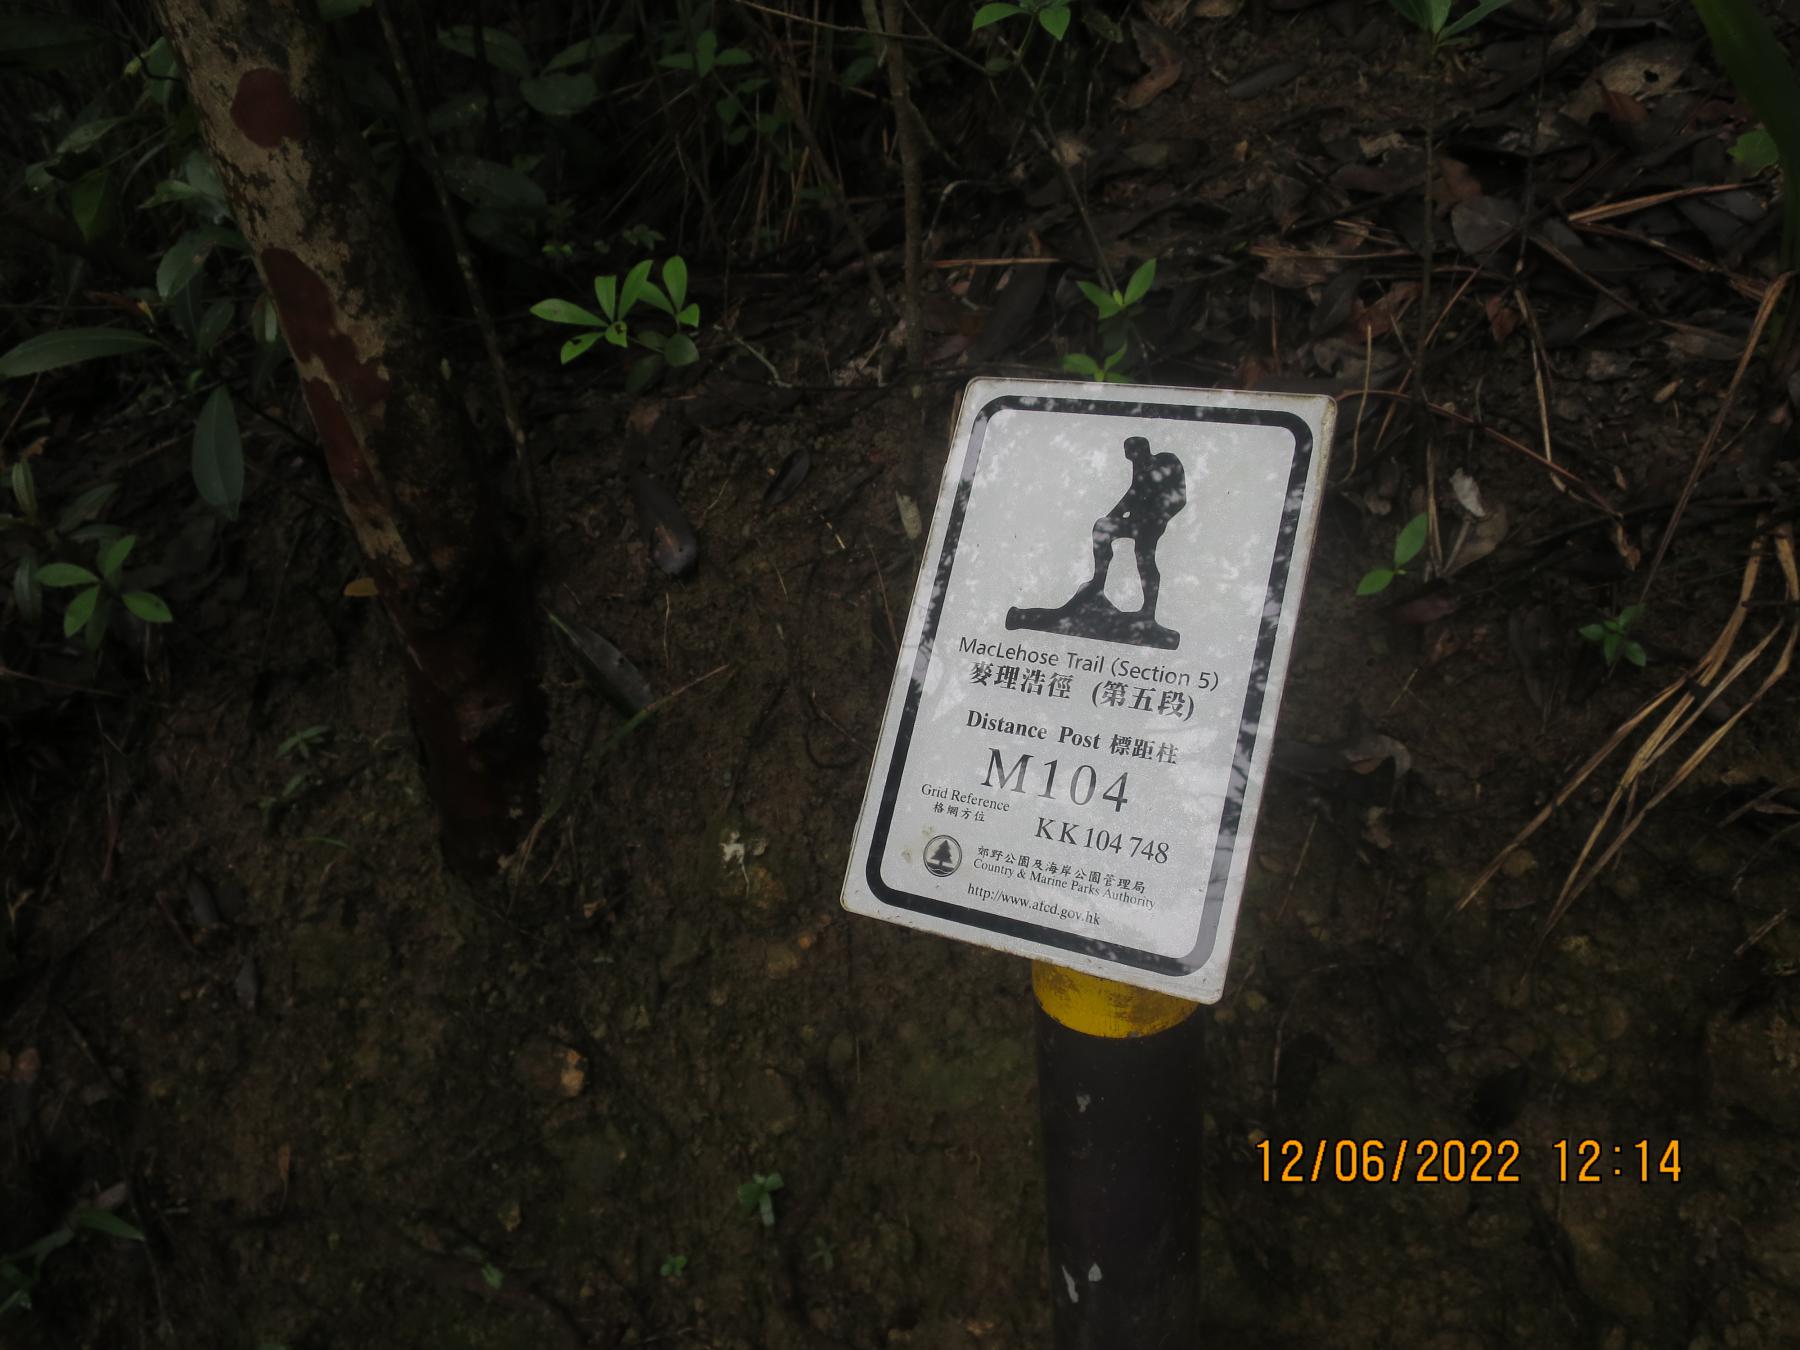 MacLehose Trail (Section 5)
麥理浩徑 (第五段)
Distance Post 標距柱
M104
Grid Reference
格網方位
KK 104 748
郊野公園及海岸公園管理局
Country & Marine Parks Authority
http://www.afcd.gov.hk
12/06/2022 12:14